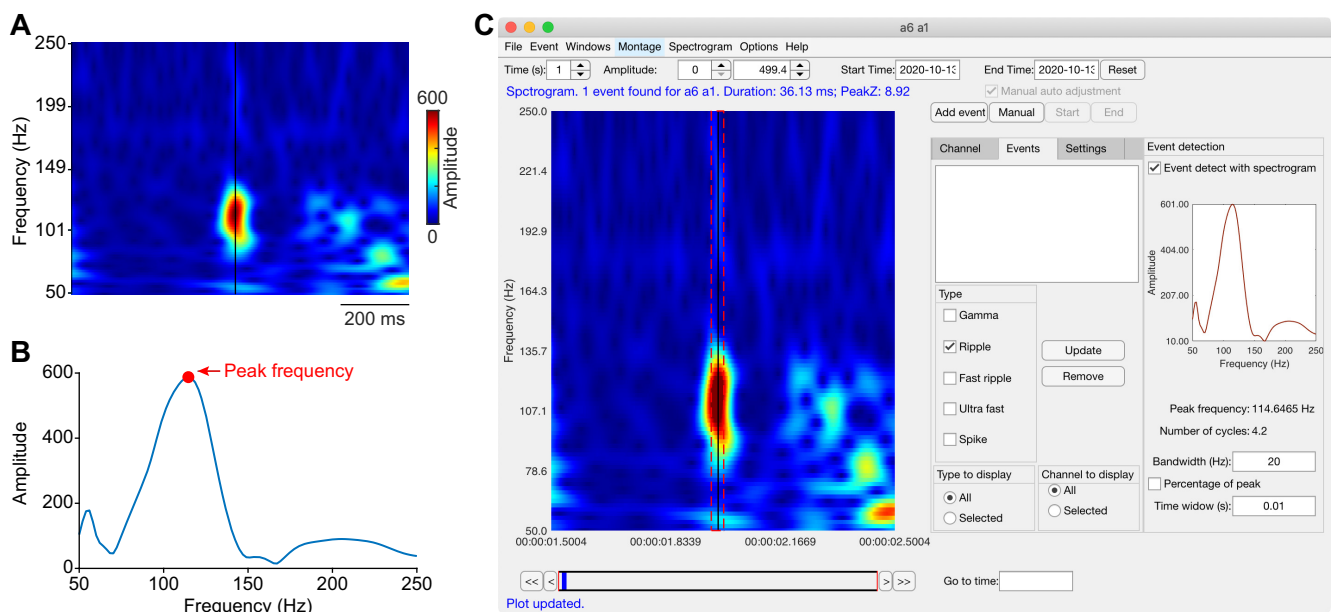 A
250
199
149
101
50
Frequency (Hz)
600
0
Amplitude
200 ms
B
600
400
200
0
Amplitude
Peak frequency
50
100
150
200
250
Frequency (Hz)
C
a6 a1
File Event Windows Montage Spectrogram Options Help
Time (s): 1 Amplitude: 0 499.4 Start Time: 2020-10-13 End Time: 2020-10-13 Reset
Spctrogram. 1 event found for a6 a1. Duration: 36.13 ms; PeakZ: 8.92
Manual auto adjustment
Add event Manual Start End
250.0
221.4
192.9
164.3
135.7
107.1
78.6
50.0
Frequency (Hz)
00:00:01.5004 00:00:01.8339 00:00:02.1669 00:00:02.5004
<< < > >>
Plot updated.
Channel Events Settings
Type
Gamma
Ripple
Fast ripple
Ultra fast
Spike
Update
Remove
Type to display
All
Selected
Channel to display
All
Selected
Go to time:
Event detection
Event detect with spectrogram
601.00
404.00
207.00
10.00
Amplitude
50 100 150 200 250
Frequency (Hz)
Peak frequency: 114.6465 Hz
Number of cycles: 4.2
Bandwidth (Hz): 20
Percentage of peak
Time widow (s): 0.01